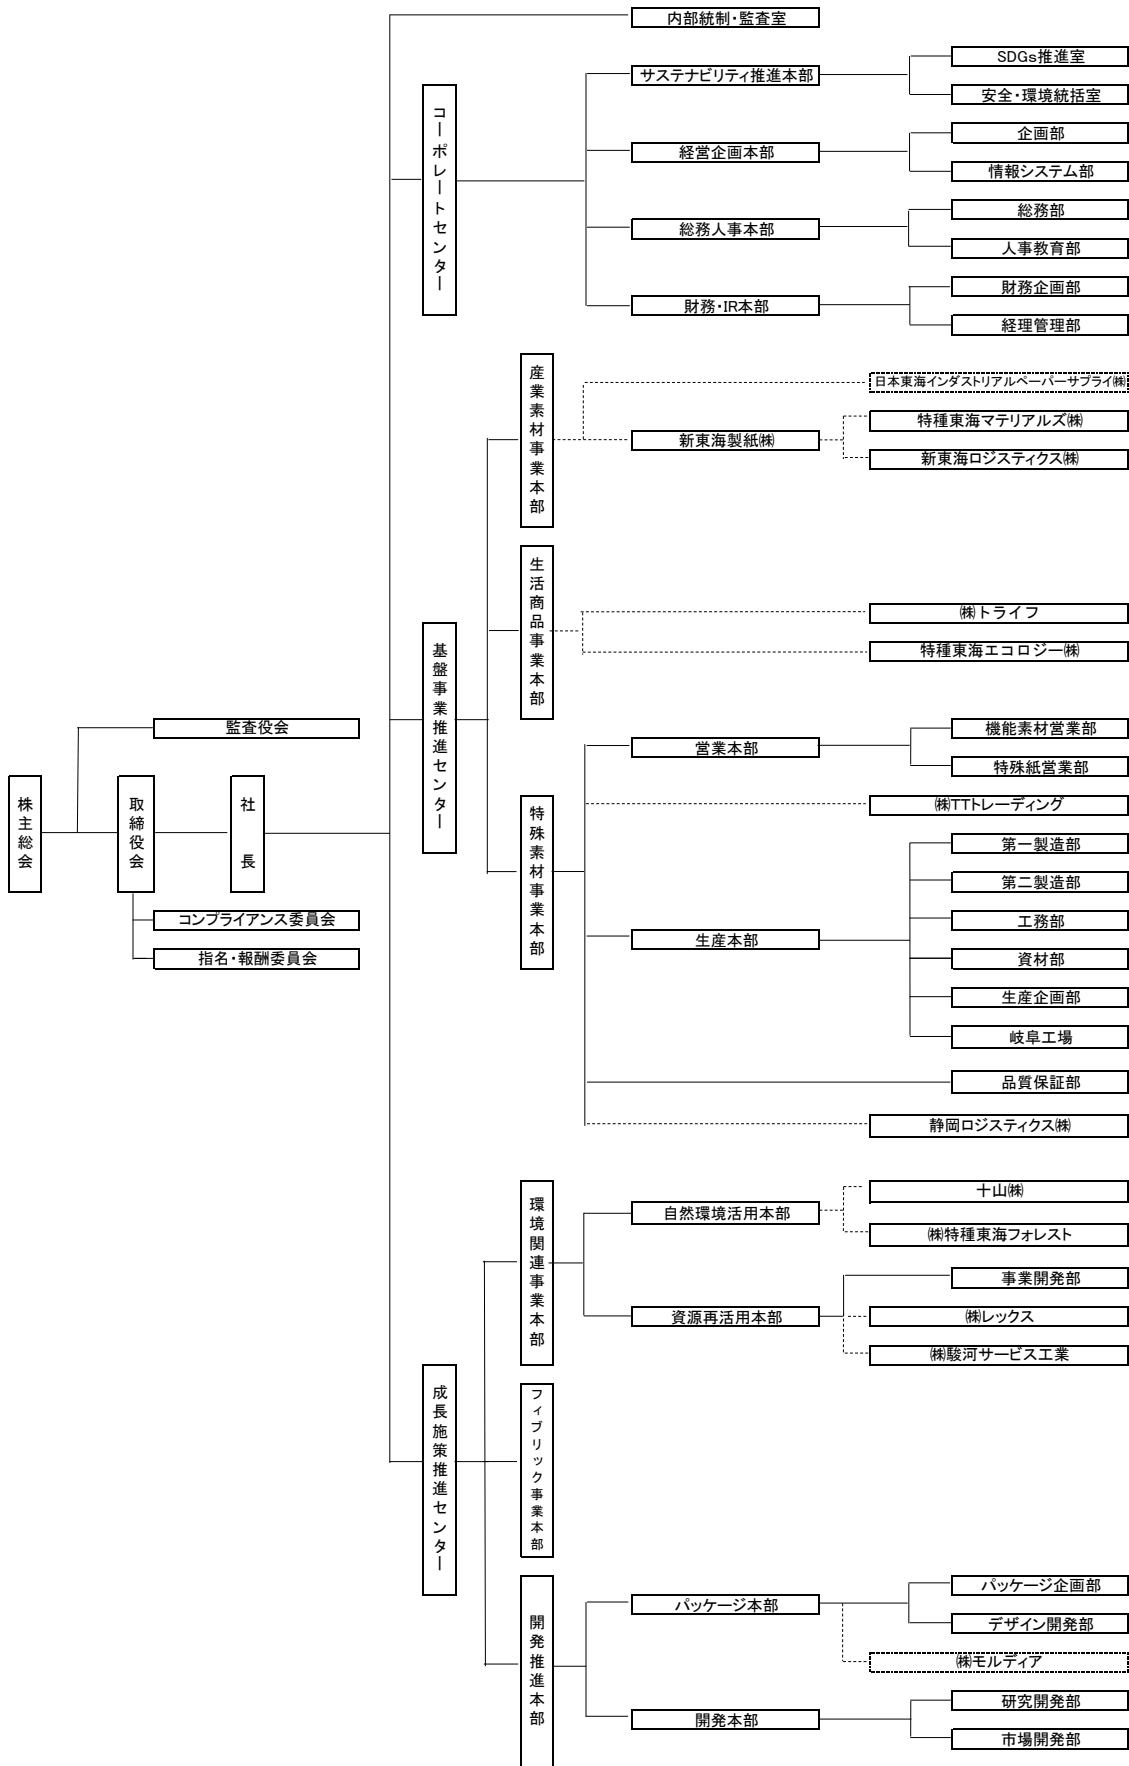 内部統制・監査室
サステナビリティ推進本部
SDGs推進室
安全・環境統括室
コーポレートセンター
経営企画本部
企画部
情報システム部
総務人事本部
総務部
人事教育部
財務・IR本部
財務企画部
経理管理部
産業素材事業本部
日本東海インダストリアルペーパーサプライ㈱
新東海製紙㈱
特種東海マテリアルズ㈱
新東海ロジスティクス㈱
生活商品事業本部
㈱トライフ
特種東海エコロジー㈱
基盤事業推進センター
監査役会
株主総会
取締役会
社長
コンプライアンス委員会
指名・報酬委員会
特殊素材事業本部
営業本部
機能素材営業部
特殊紙営業部
㈱TTトレーディング
生産本部
第一製造部
第二製造部
工務部
資材部
生産企画部
岐阜工場
品質保証部
静岡ロジスティクス㈱
環境関連事業本部
自然環境活用本部
十山㈱
㈱特種東海フォレスト
資源再活用本部
事業開発部
㈱レックス
㈱駿河サービス工業
成長施策推進センター
フィブリック事業本部
開発推進本部
パッケージ本部
パッケージ企画部
デザイン開発部
㈱モルディア
開発本部
研究開発部
市場開発部